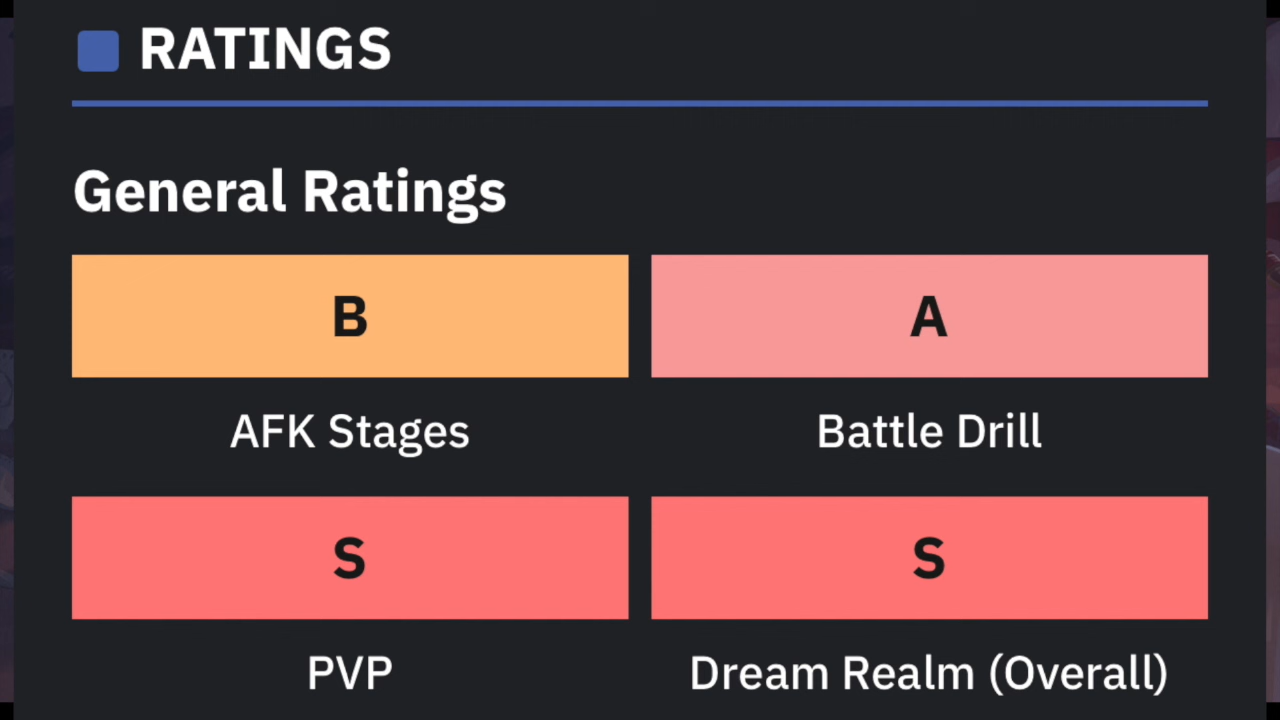 RATINGS
General Ratings
B
A
AFK Stages
Battle Drill
S
S
PVP
Dream Realm (Overall)